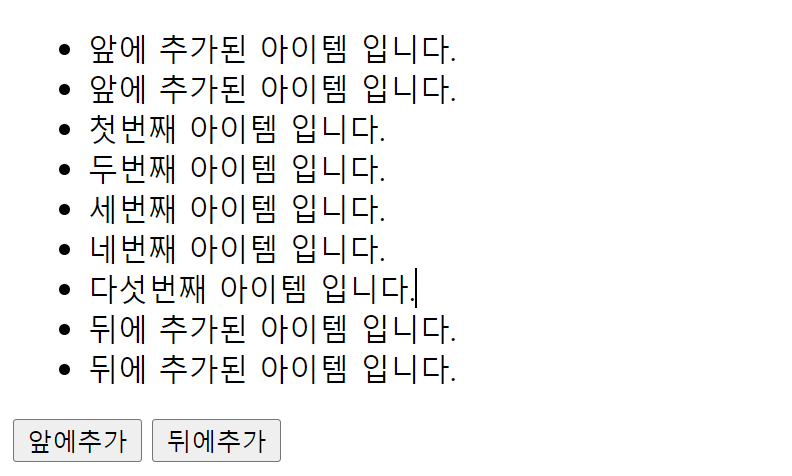 앞에 추가된 아이템 입니다.
앞에 추가된 아이템 입니다.
첫번째 아이템 입니다.
두번째 아이템 입니다.
세번째 아이템 입니다.
네번째 아이템 입니다.
다섯번째 아이템 입니다.
뒤에 추가된 아이템 입니다.
뒤에 추가된 아이템 입니다.
앞에추가 뒤에추가